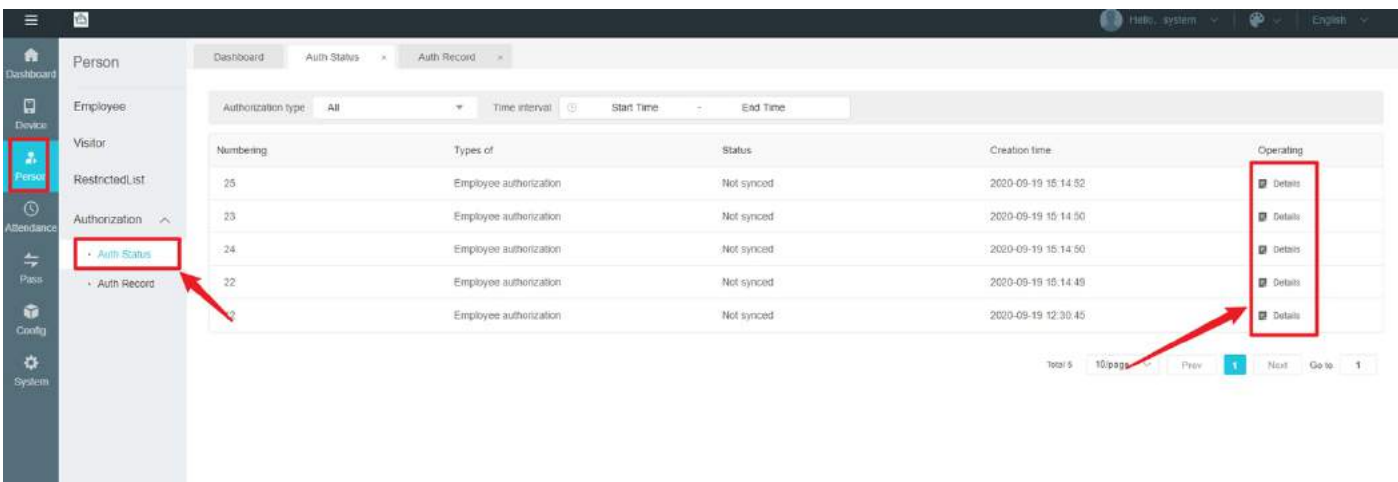 Hello, system
English
Dashboard
Device
Person
Attendance
Pass
Config
System
Person
Employee
Visitor
RestrictedList
Authorization
Auth Status
Auth Record
Dashboard
Auth Status ×
Auth Record ×
Authorization type All
Time interval Start Time - End Time
Numbering Types of Status Creation time Operating
25 Employee authorization Not synced 2020-09-19 15:14:52 Details
23 Employee authorization Not synced 2020-09-19 15:14:50 Details
24 Employee authorization Not synced 2020-09-19 15:14:50 Details
22 Employee authorization Not synced 2020-09-19 15:14:49 Details
Employee authorization Not synced 2020-09-19 12:30:45 Details
Total 5 10/page Prev 1 Next Go to 1